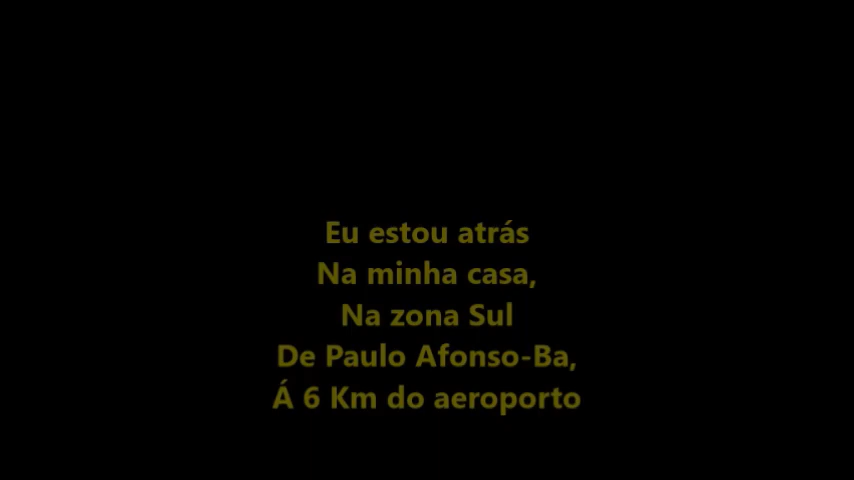 Eu estou atrás
Na minha casa,
Na zona Sul
De Paulo Afonso-Ba,
Á 6 Km do aeroporto